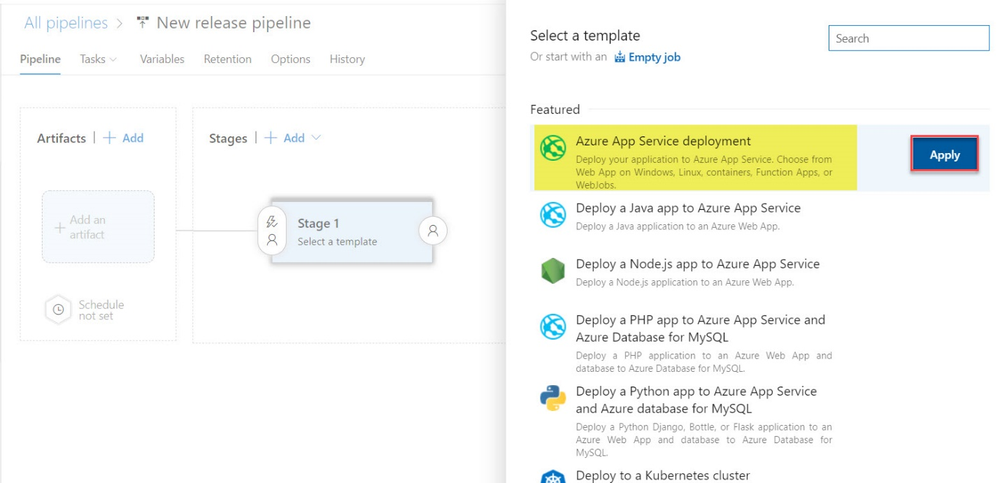 All pipelines > New release pipeline
Pipeline Tasks Variables Retention Options History
Artifacts | + Add
Stages | + Add
+ Add an
artifact
Schedule
not set
Stage 1
Select a template
Select a template
Or start with an Empty job
Search
Featured
Azure App Service deployment
Deploy your application to Azure App Service. Choose from
Web App on Windows, Linux, containers, Function Apps, or
WebJobs.
Apply
Deploy a Java app to Azure App Service
Deploy a Java application to an Azure Web App.
Deploy a Node.js app to Azure App Service
Deploy a Node.js application to an Azure Web App.
Deploy a PHP app to Azure App Service and
Azure Database for MySQL
Deploy a PHP application to an Azure Web App and
database to Azure Database for MySQL.
Deploy a Python app to Azure App Service
and Azure database for MySQL
Deploy a Python Django, Bottle, or Flask application to an
Azure Web App and database to Azure Database for
MySQL.
Deploy to a Kubernetes cluster